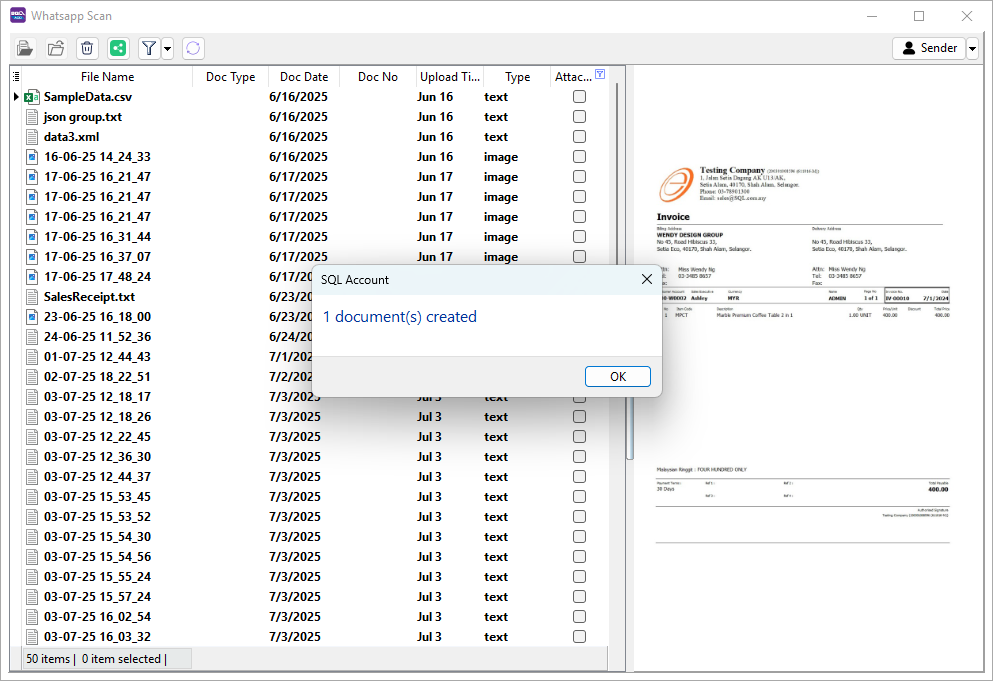 Whatsapp Scan
Sender
File Name Doc Type Doc Date Doc No Upload Ti... Type Attac...
SampleData.csv 6/16/2025 Jun 16 text
json group.txt 6/16/2025 Jun 16 text
data3.xml 6/16/2025 Jun 16 text
16-06-25 14_24_33 6/16/2025 Jun 16 image
17-06-25 16_21_47 6/17/2025 Jun 17 image
17-06-25 16_21_47 6/17/2025 Jun 17 image
17-06-25 16_21_47 6/17/2025 Jun 17 image
17-06-25 16_31_44 6/17/2025 Jun 17 image
17-06-25 16_37_07 6/17/2025 Jun 17 image
17-06-25 17_48_24 6/17/20
SalesReceipt.txt 6/23/20
23-06-25 16_18_00 6/23/20
24-06-25 11_52_36 6/24/20
01-07-25 12_44_43 7/1/202
02-07-25 18_22_51 7/2/202
03-07-25 12_18_17 7/3/2025 Jul 3 text
03-07-25 12_18_26 7/3/2025 Jul 3 text
03-07-25 12_22_45 7/3/2025 Jul 3 text
03-07-25 12_36_30 7/3/2025 Jul 3 text
03-07-25 12_44_37 7/3/2025 Jul 3 text
03-07-25 15_53_45 7/3/2025 Jul 3 text
03-07-25 15_53_52 7/3/2025 Jul 3 text
03-07-25 15_54_30 7/3/2025 Jul 3 text
03-07-25 15_54_56 7/3/2025 Jul 3 text
03-07-25 15_55_24 7/3/2025 Jul 3 text
03-07-25 15_57_24 7/3/2025 Jul 3 text
03-07-25 16_02_54 7/3/2025 Jul 3 text
03-07-25 16_03_32 7/3/2025 Jul 3 text
50 items | 0 item selected |
SQL Account
1 document(s) created
OK
Testing Company
Setia Alam, 40170, Shah Alam, Selangor.
Phone: 03-78901300
Email: sales@SQL.com.my
Invoice
Billing Address Delivery Address
WENDY DESIGN GROUP
No 45, Road Hibiscus 33, No 45, Road Hibiscus 33,
Setia Eco, 40170, Shah Alam, Selangor. Setia Eco, 40170, Shah Alam, Selangor.
Attn: Miss Wendy Ng Attn: Miss Wendy Ng
03-3485 8657 Tel: 03-3485 8657
Fax: Fax:
Ashley MYR ADMIN 1 of 1 IV-00010 7/1/2024
1 MPCT Marble Premium Coffee Table 2 in 1 1.00 UNIT 400.00 400.00
Malaysian Ringgit : FOUR HUNDRED ONLY
30 Days 400.00